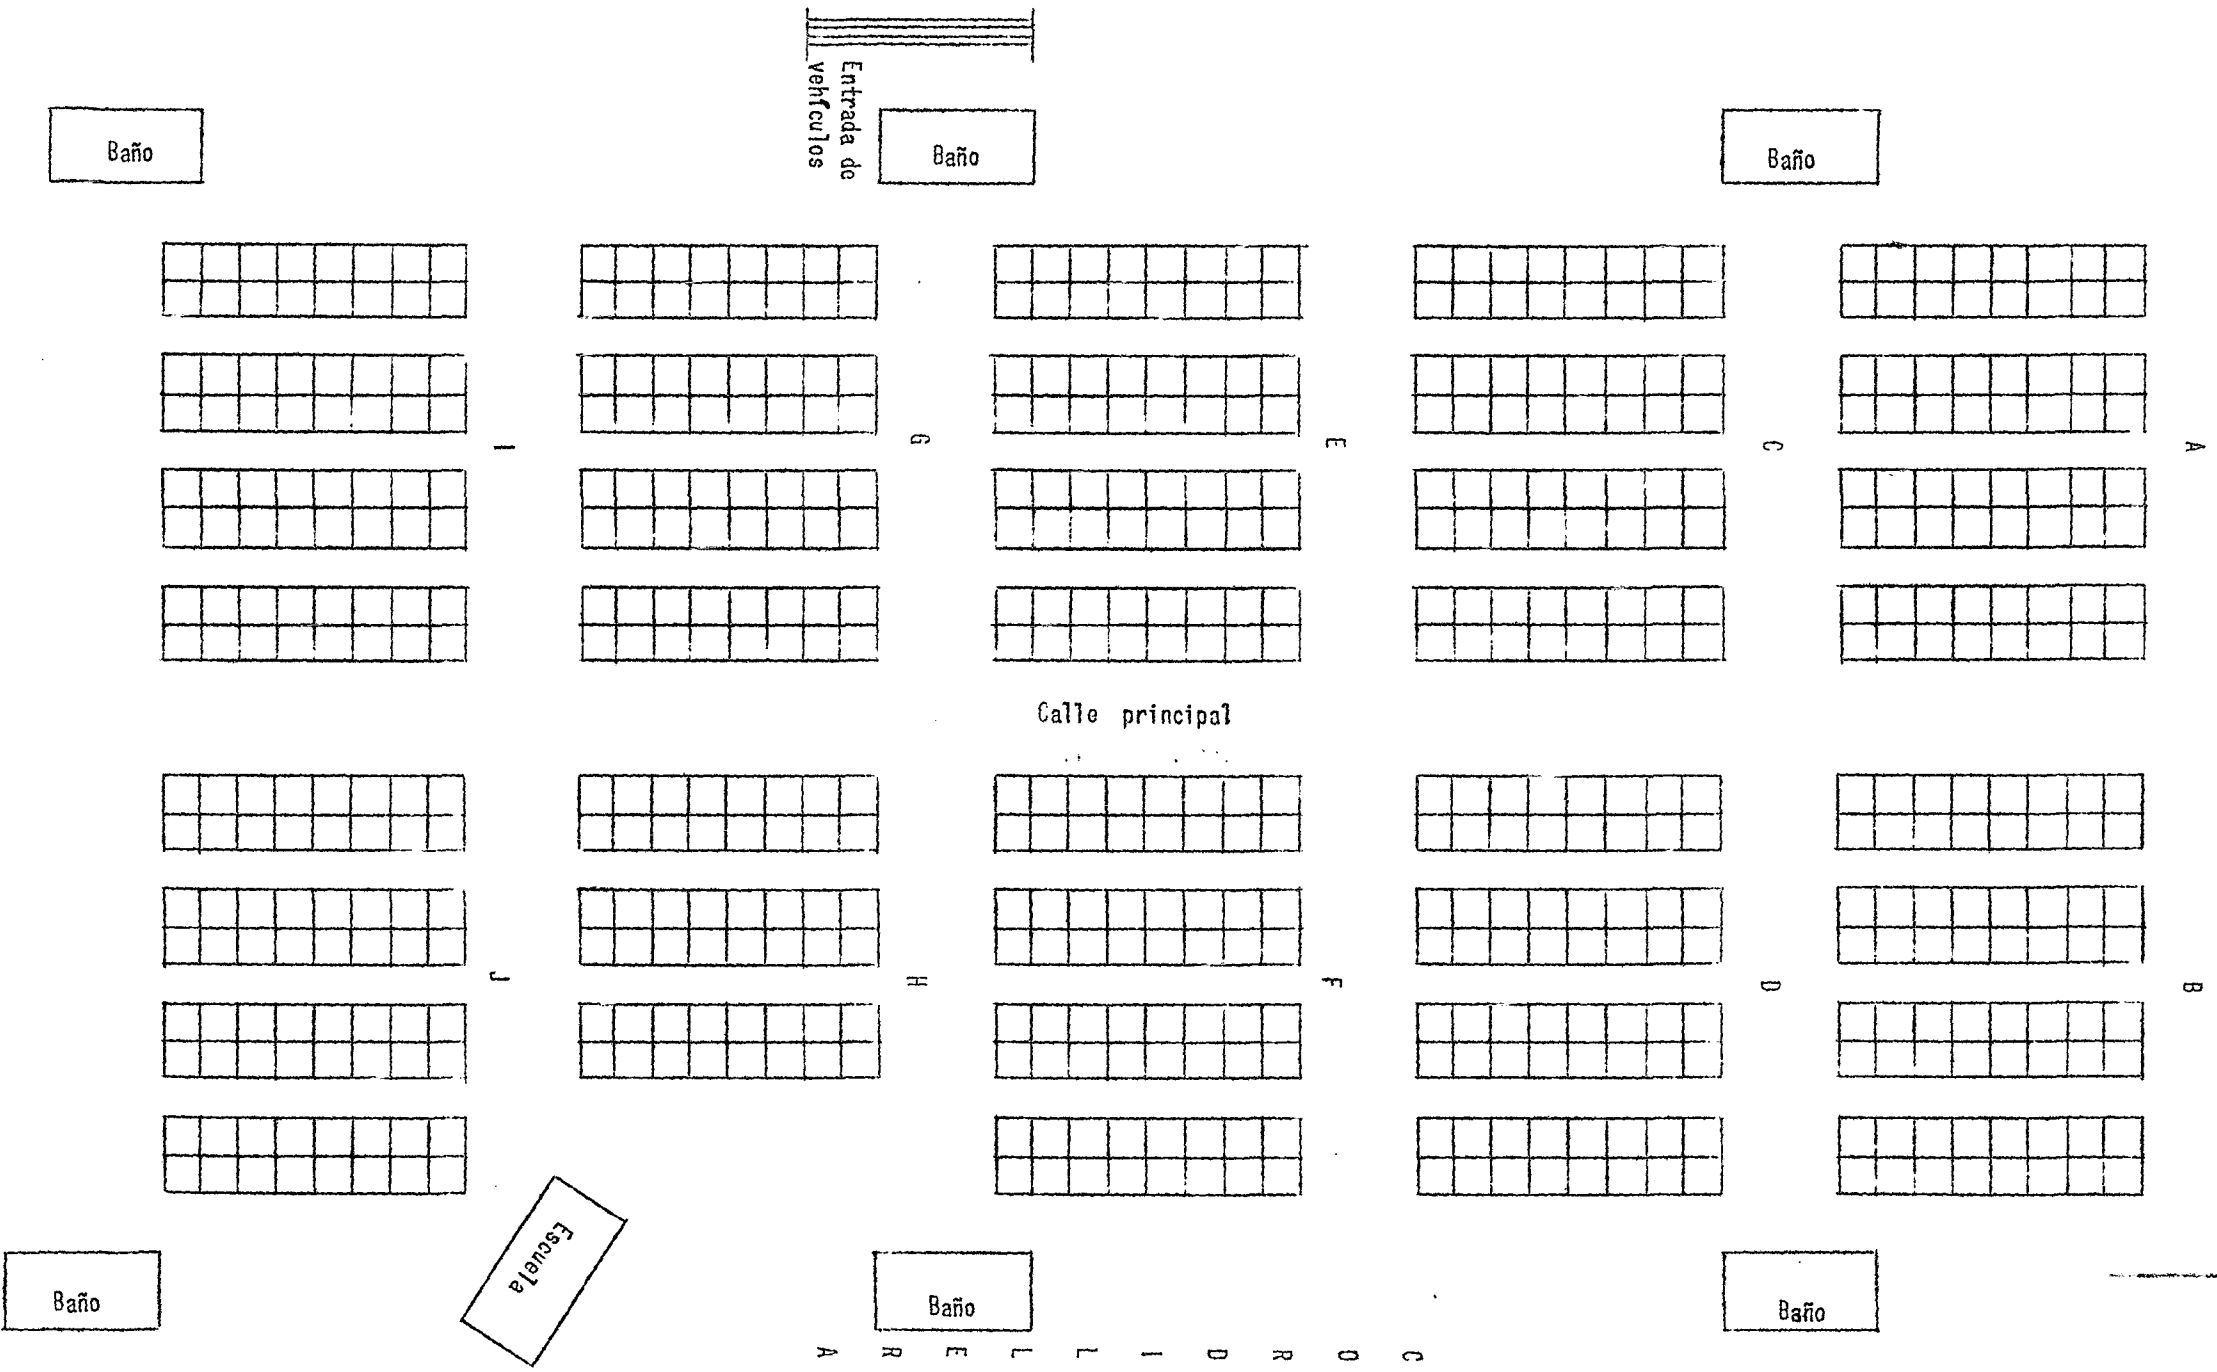 Entrada de
vehículos
Baño
Baño
Baño
I
G
E
C
A
Calle principal
J
H
F
D
B
Escuela
Baño
Baño
Baño
CORDILLERA